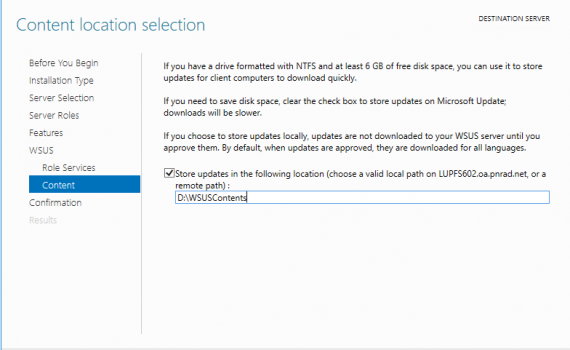 Content location selection
DESTINATION SERVER
Before You Begin
Installation Type
Server Selection
Server Roles
Features
WSUS
Role Services
Content
Confirmation
Results
If you have a drive formatted with NTFS and at least 6 GB of free disk space, you can use it to store
updates for client computers to download quickly.
If you need to save disk space, clear the check box to store updates on Microsoft Update;
downloads will be slower.
If you choose to store updates locally, updates are not downloaded to your WSUS server until you
approve them. By default, when updates are approved, they are downloaded for all languages.
Store updates in the following location (choose a valid local path on LUPFS602.oa.pnrad.net, or a
remote path) :
D:\WSUSContents